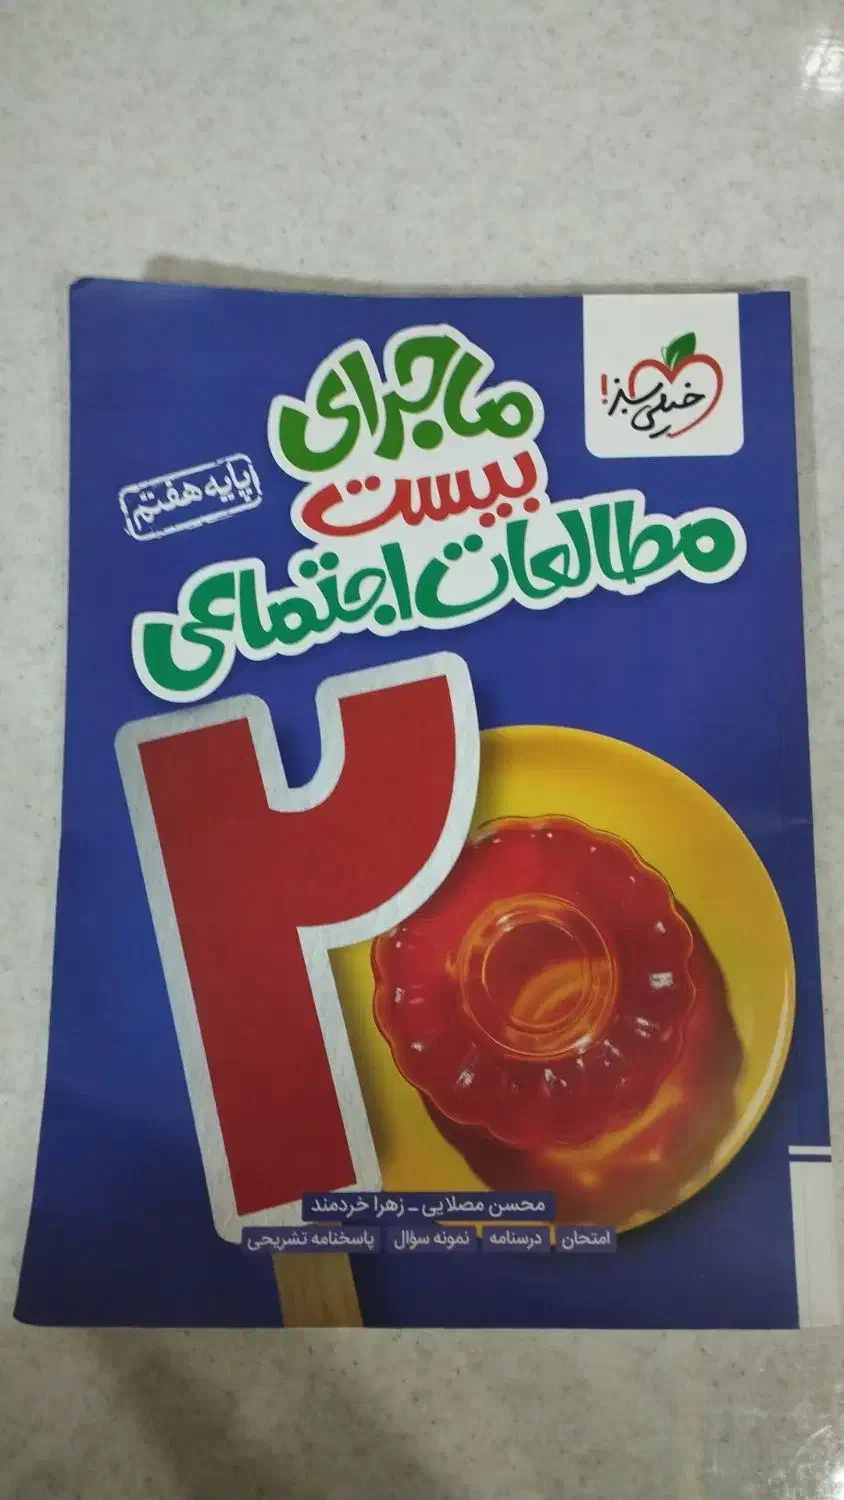 خیلی سبز!
ماجرای
بیست
پایه هفتم
مطالعات اجتماعی
۲۰
محسن مصلایی - زهرا خردمند
امتحان درسنامه نمونه سؤال پاسخنامه تشریحی